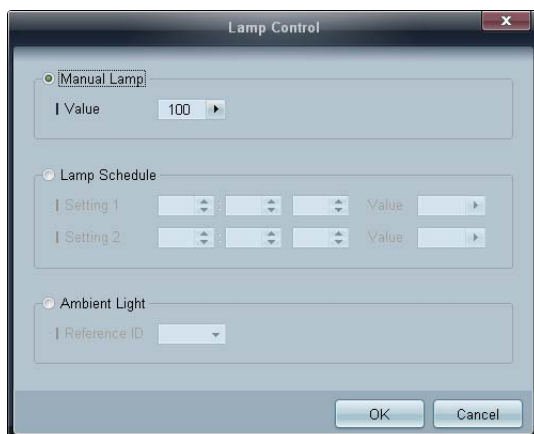 Lamp Control
Manual Lamp
Value 100
Lamp Schedule
Setting 1 : Value
Setting 2 : Value
Ambient Light
Reference ID
OK Cancel